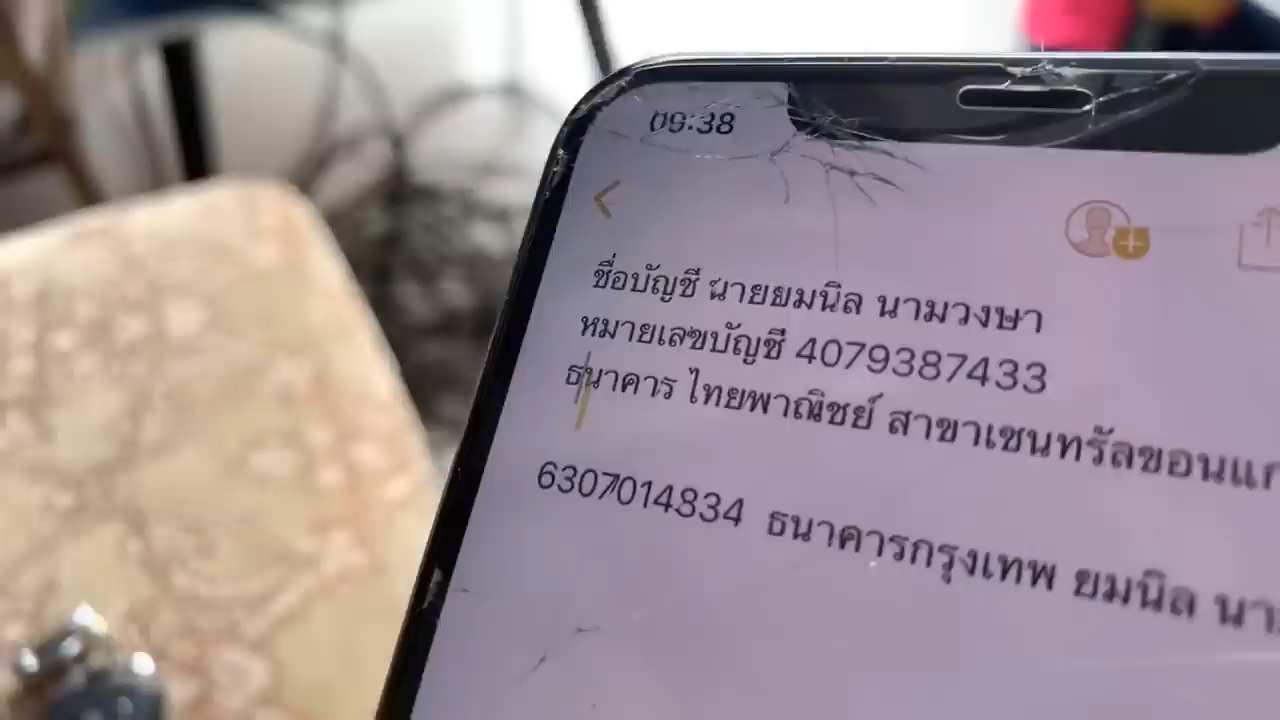 09:38
ชื่อบัญชี นายยมนิล นามวงษา
หมายเลขบัญชี 4079387433
ธนาคาร ไทยพาณิชย์ สาขาเซนทรัลขอนแก
6307014834 ธนาคารกรุงเทพ ยมนิล นา